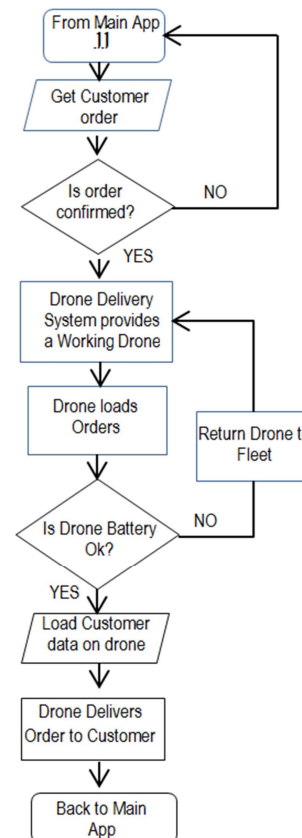 From Main App
1.1
Get Customer
order
Is order
confirmed?
NO
YES
Drone Delivery
System provides
a Working Drone
Drone loads
Orders
Return Drone t
Fleet
Is Drone Battery
Ok?
NO
YES
Load Customer
data on drone
Drone Delivers
Order to Customer
Back to Main
App